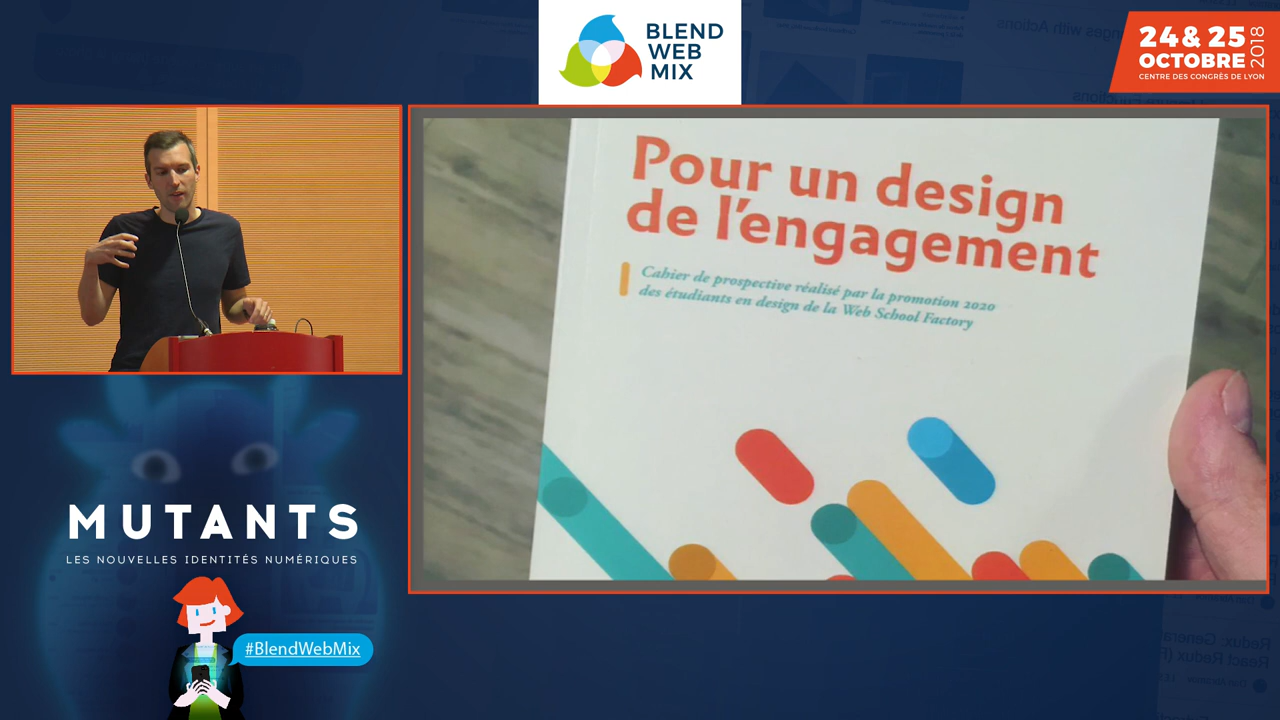 BLEND
WEB
MIX
24 & 25
OCTOBRE
2018
CENTRE DES CONGRÈS DE LYON
Pour un design
de l'engagement
Cahier de prospective réalisé par la promotion 2020
des étudiants en design de la Web School Factory
MUTANTS
LES NOUVELLES IDENTITÉS NUMÉRIQUES
#BlendWebMix